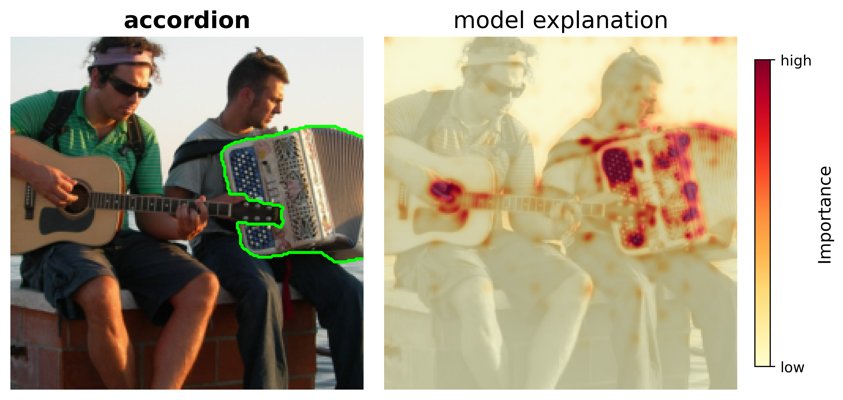 accordion
model explanation
high
Importance
low